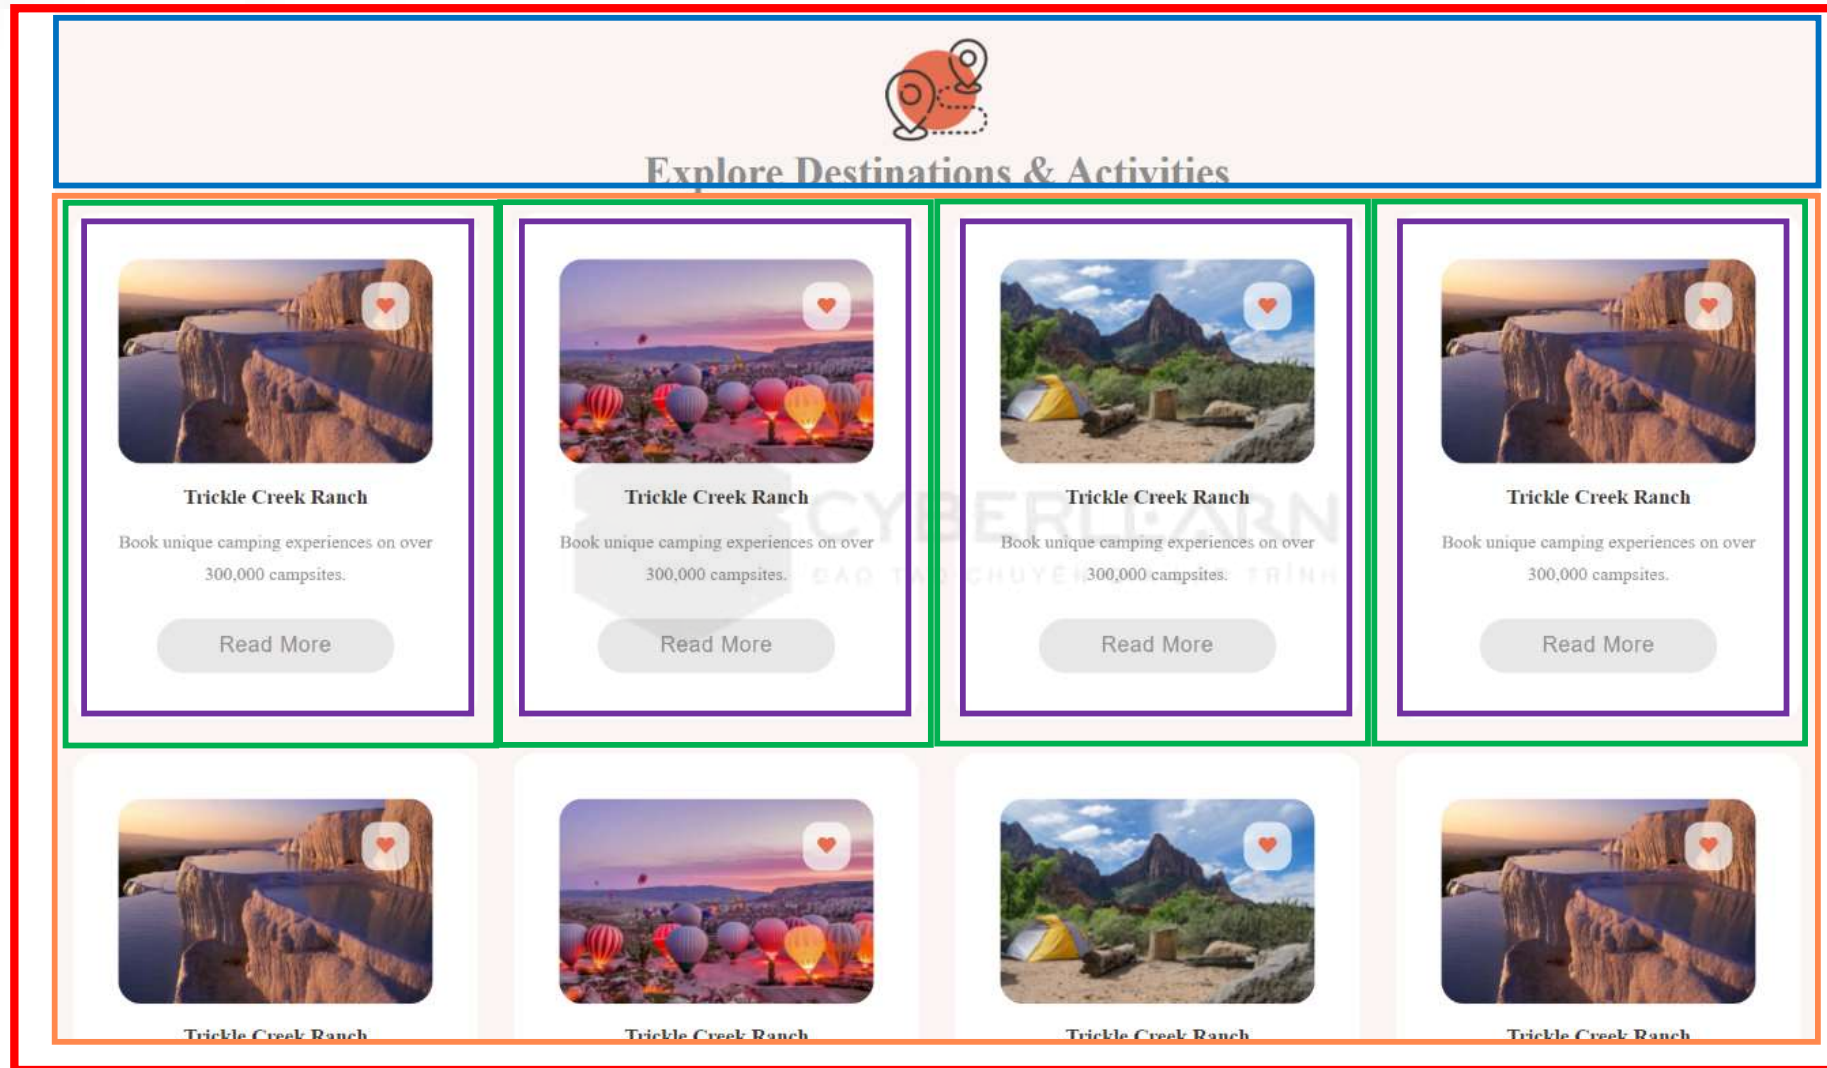 Explore Destinations & Activities
Trickle Creek Ranch
Book unique camping experiences on over
300,000 campsites.
Read More
Trickle Creek Ranch
Book unique camping experiences on over
300,000 campsites.
Read More
Trickle Creek Ranch
Book unique camping experiences on over
300,000 campsites.
Read More
Trickle Creek Ranch
Book unique camping experiences on over
300,000 campsites.
Read More
CYBERLEARN
Trickle Creek Ranch
Trickle Creek Ranch
Trickle Creek Ranch
Trickle Creek Ranch